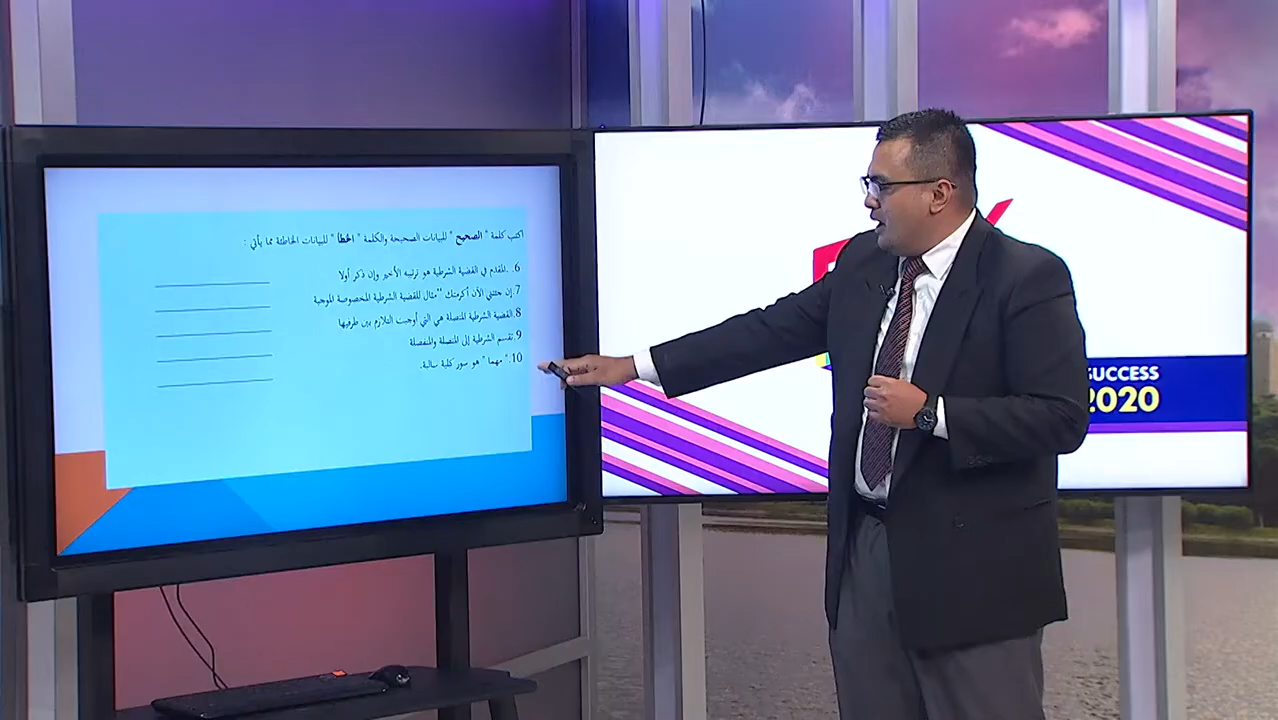 اكتب كلمة " الصحيح " للبيانات الصحيحة والكلمة " الخطأ " للبيانات الخاطئة مما يأتي :
6. .المقدم في القضية الشرطية هو ترتيبه الأخير وإن ذكر أولا
7.إن جئتني الآن أكرمتك "مثال للقضية الشرطية المخصوصة الموجبة
8.القضية الشرطية المتصلة هي التي أوجبت التلازم بين طرفيها
9.تقسم الشرطية إلى المتصلة والمنفصلة
10." مهما " هو سور كلية سالبة.
SUCCESS
2020